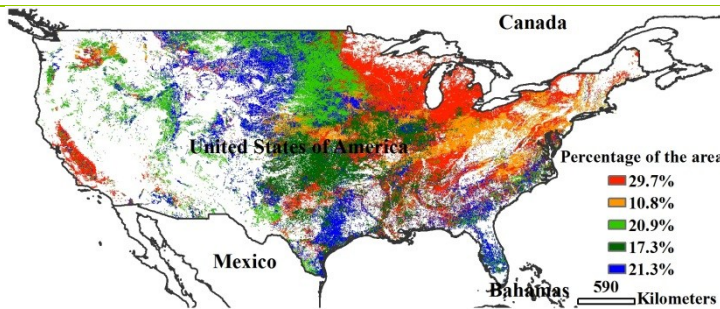 Canada
United States of America
Percentage of the area
29.7%
10.8%
20.9%
17.3%
21.3%
Mexico
Bahamas
590
Kilometers